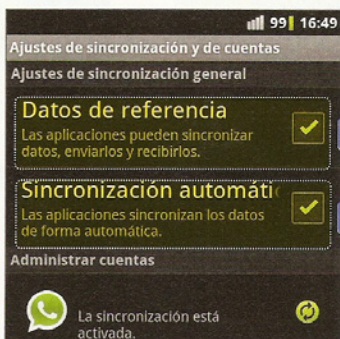 99 16:49
Ajustes de sincronización y de cuentas
Ajustes de sincronización general
Datos de referencia
Las aplicaciones pueden sincronizar
datos, enviarlos y recibirlos.
Sincronización automáti
Las aplicaciones sincronizan los datos
de forma automática.
Administrar cuentas
La sincronización está
activada.